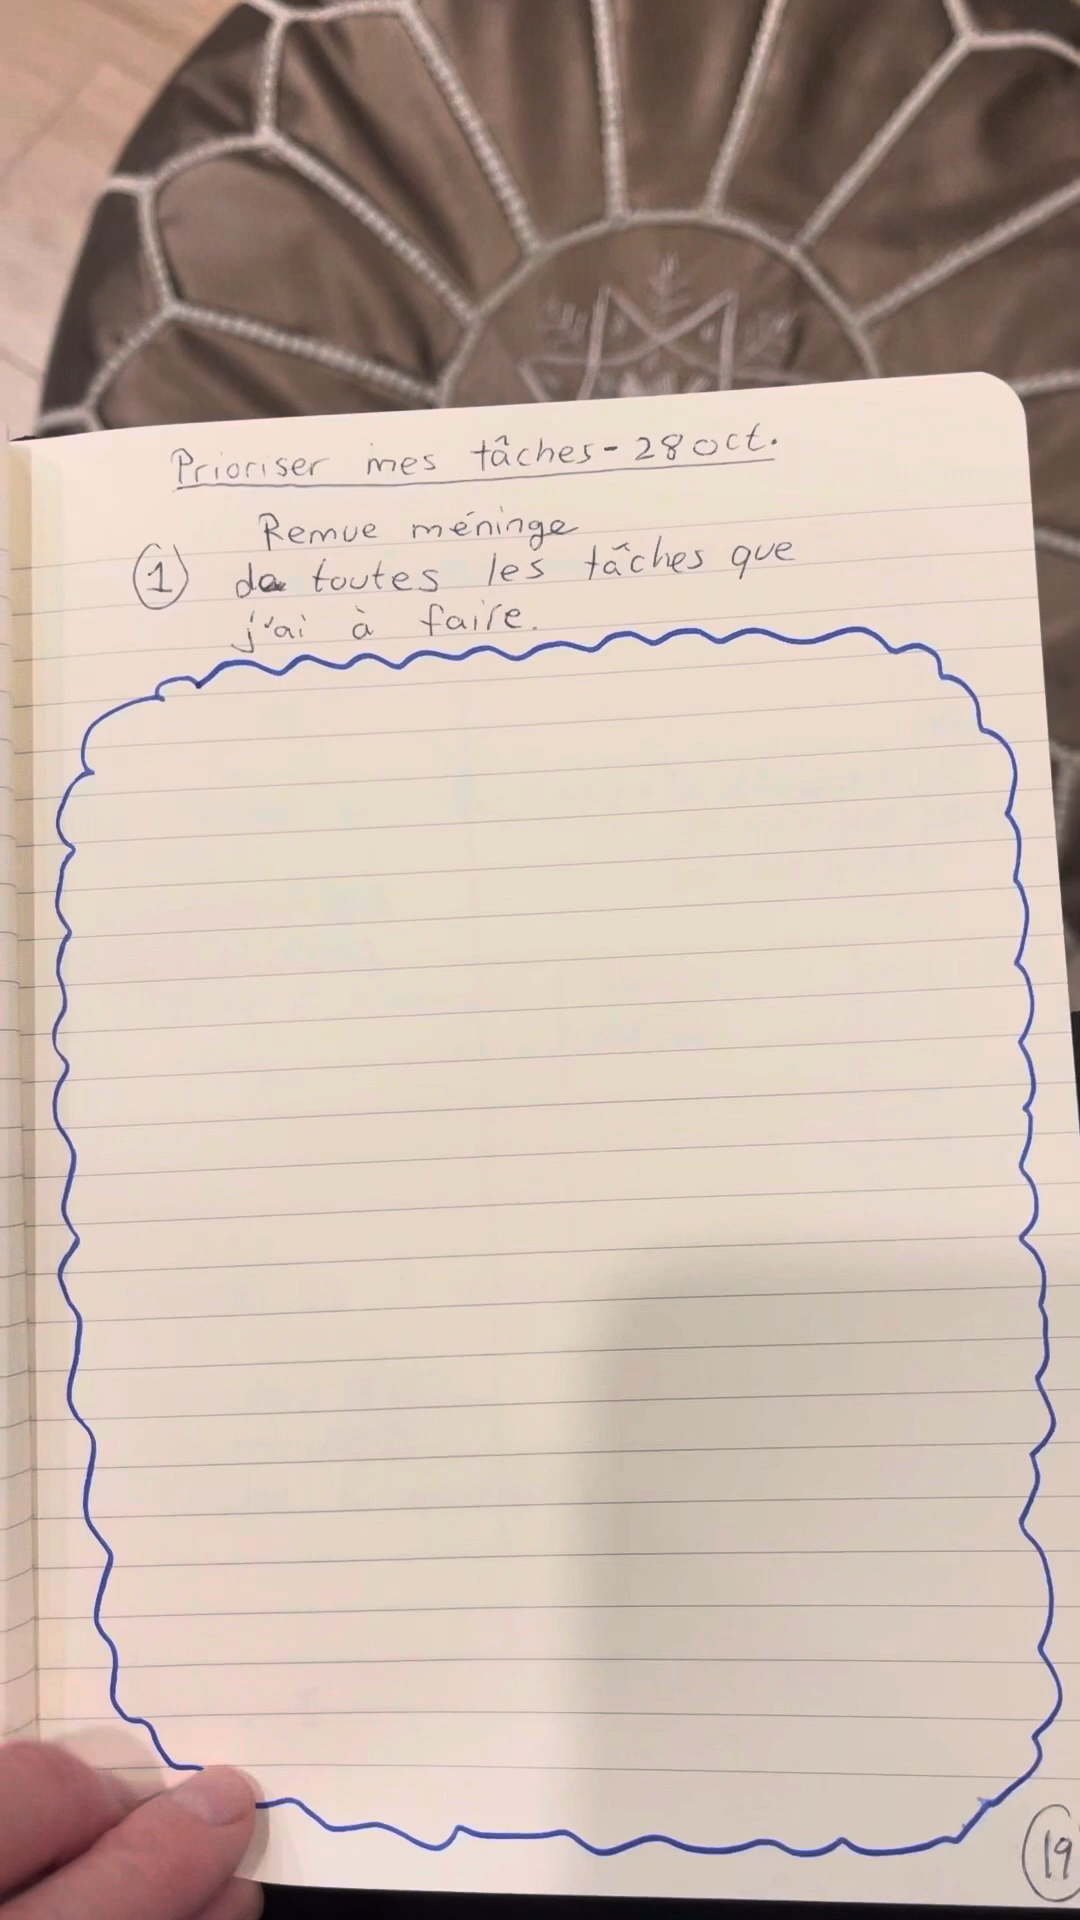 Prioriser mes tâches - 28 oct.
Remue méninge
① de toutes les tâches que
j'ai à faire.
19